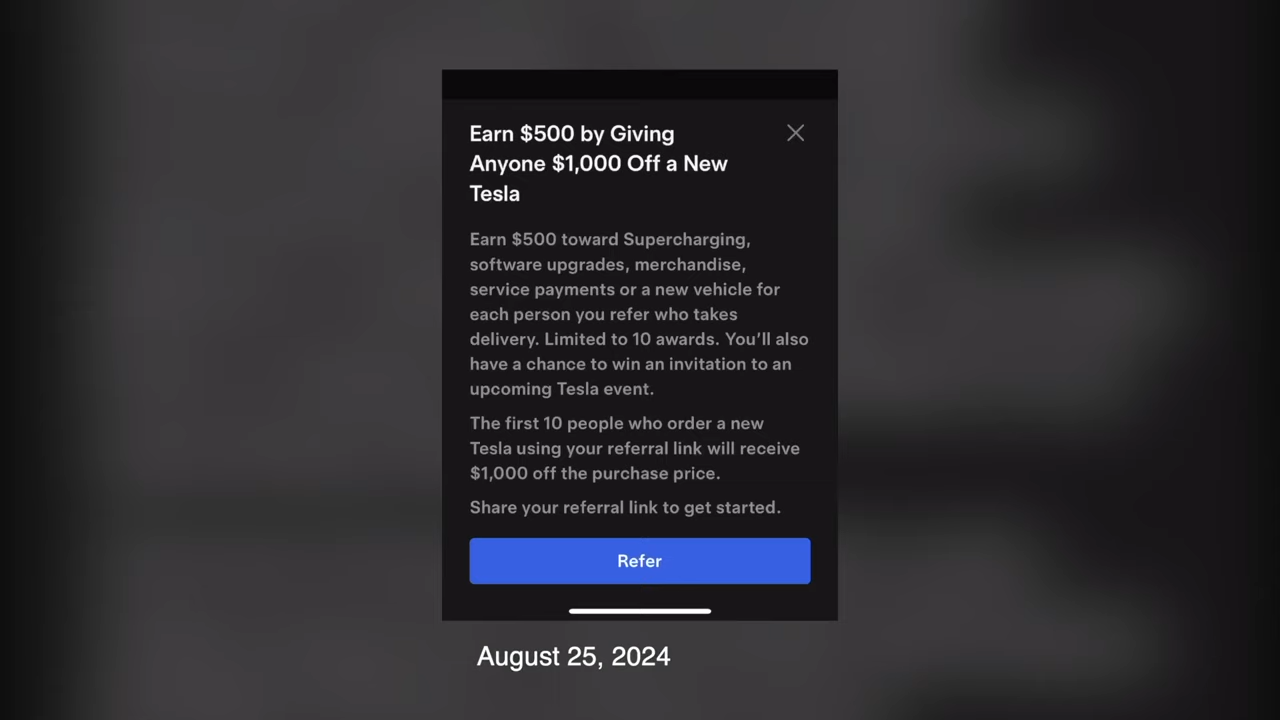 Earn $500 by Giving
Anyone $1,000 Off a New
Tesla
Earn $500 toward Supercharging,
software upgrades, merchandise,
service payments or a new vehicle for
each person you refer who takes
delivery. Limited to 10 awards. You’ll also
have a chance to win an invitation to an
upcoming Tesla event.
The first 10 people who order a new
Tesla using your referral link will receive
$1,000 off the purchase price.
Share your referral link to get started.
Refer
August 25, 2024